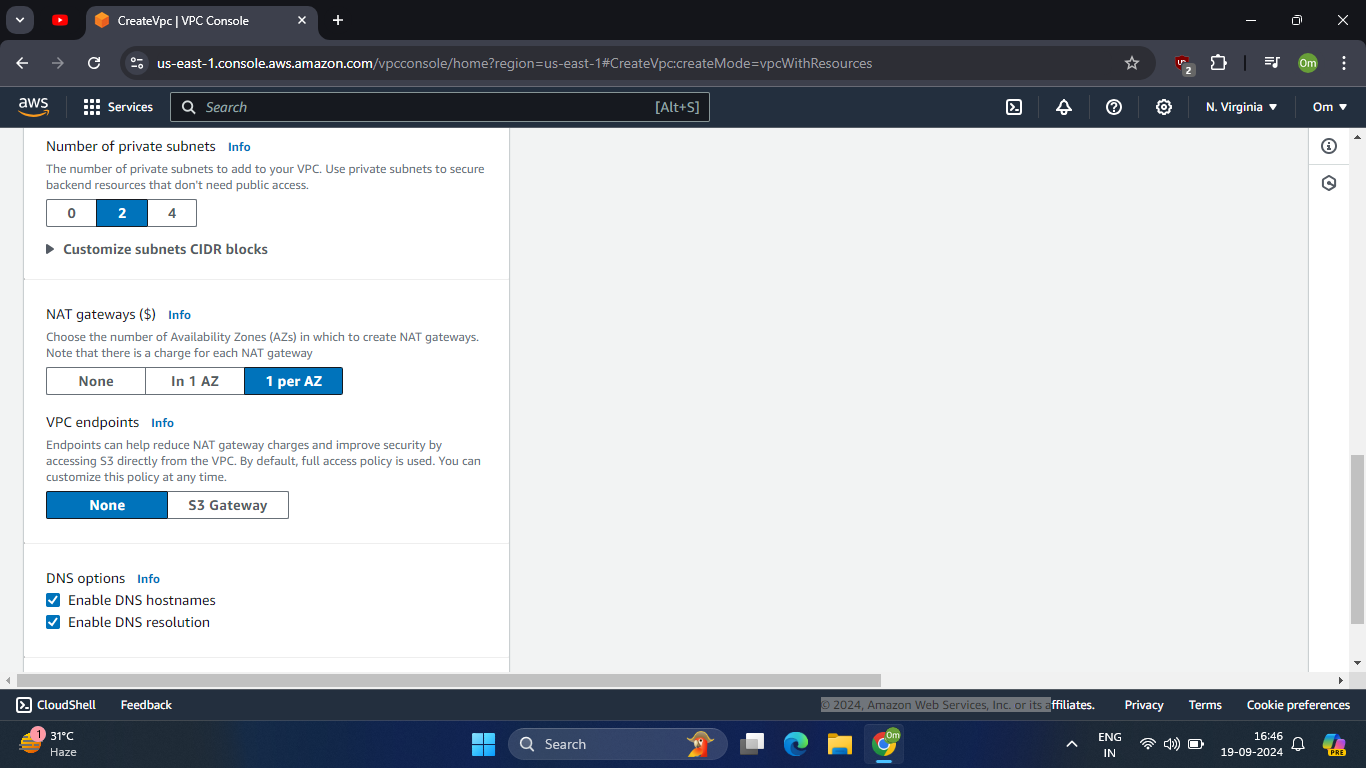 CreateVpc | VPC Console
us-east-1.console.aws.amazon.com/vpcconsole/home?region=us-east-1#CreateVpc:createMode=vpcWithResources
2
Om
aws
Services
Search
[Alt+S]
N. Virginia
Om
Number of private subnets Info
The number of private subnets to add to your VPC. Use private subnets to secure
backend resources that don't need public access.
0 2 4
Customize subnets CIDR blocks
NAT gateways ($) Info
Choose the number of Availability Zones (AZs) in which to create NAT gateways.
Note that there is a charge for each NAT gateway
None In 1 AZ 1 per AZ
VPC endpoints Info
Endpoints can help reduce NAT gateway charges and improve security by
accessing S3 directly from the VPC. By default, full access policy is used. You can
customize this policy at any time.
None S3 Gateway
DNS options Info
Enable DNS hostnames
Enable DNS resolution
CloudShell Feedback © 2024, Amazon Web Services, Inc. or its affiliates. Privacy Terms Cookie preferences
1
31°C
Haze
Search
Om
ENG
IN
16:46
19-09-2024
PRE